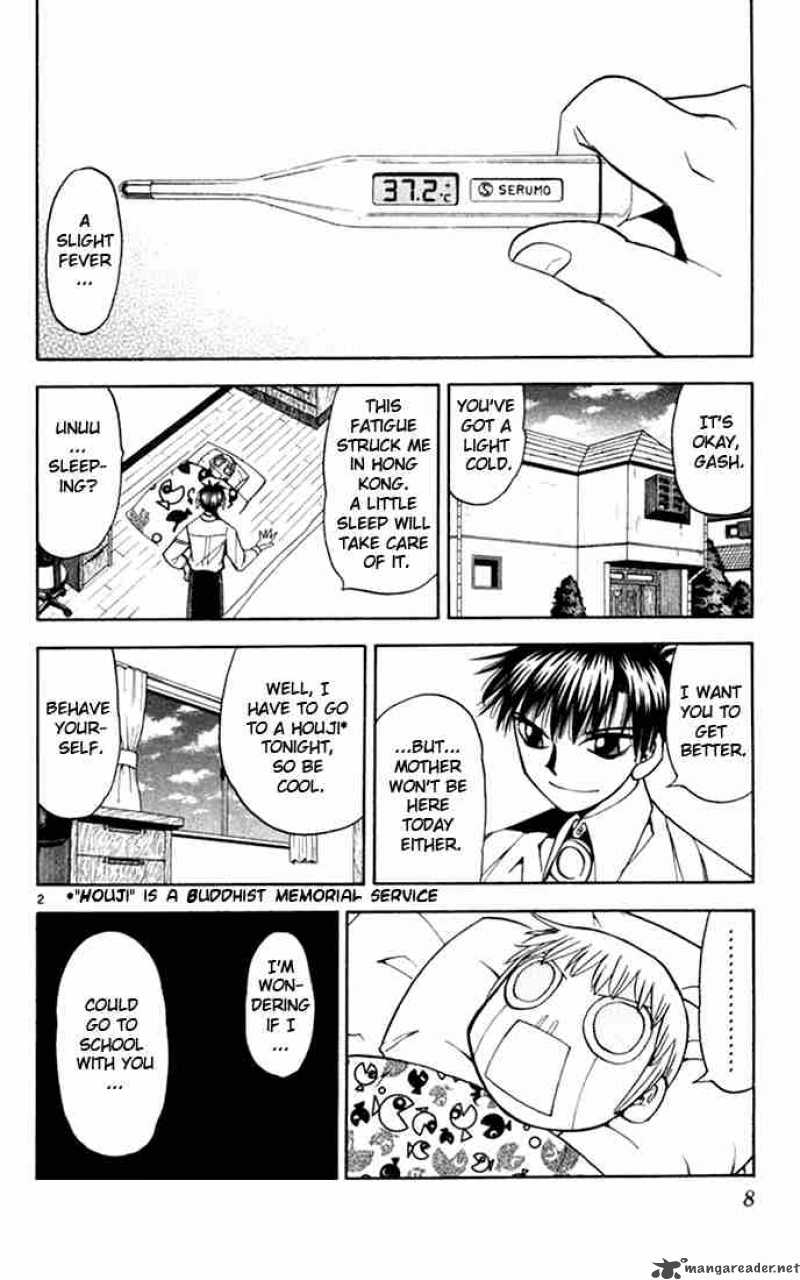 37.2 °C
SERUMO
A
SLIGHT
FEVER
...
IT'S
OKAY,
GASH.
YOU'VE
GOT A
LIGHT
COLD.
THIS
FATIGUE
STRUCK ME
IN HONG
KONG.
A LITTLE
SLEEP WILL
TAKE CARE
OF IT.
UNUU
...
SLEEP-
ING?
I WANT
YOU TO
GET
BETTER.
...BUT...
MOTHER
WON'T BE
HERE
TODAY
EITHER.
WELL, I
HAVE TO GO
TO A HOUJI*
TONIGHT,
SO BE
COOL.
BEHAVE
YOUR-
SELF.
2
*"HOUJI" IS A BUDDHIST MEMORIAL SERVICE
.........
I'M
WON-
DERING
IF I
...
COULD
GO TO
SCHOOL
WITH YOU
...
8
mangareader.net